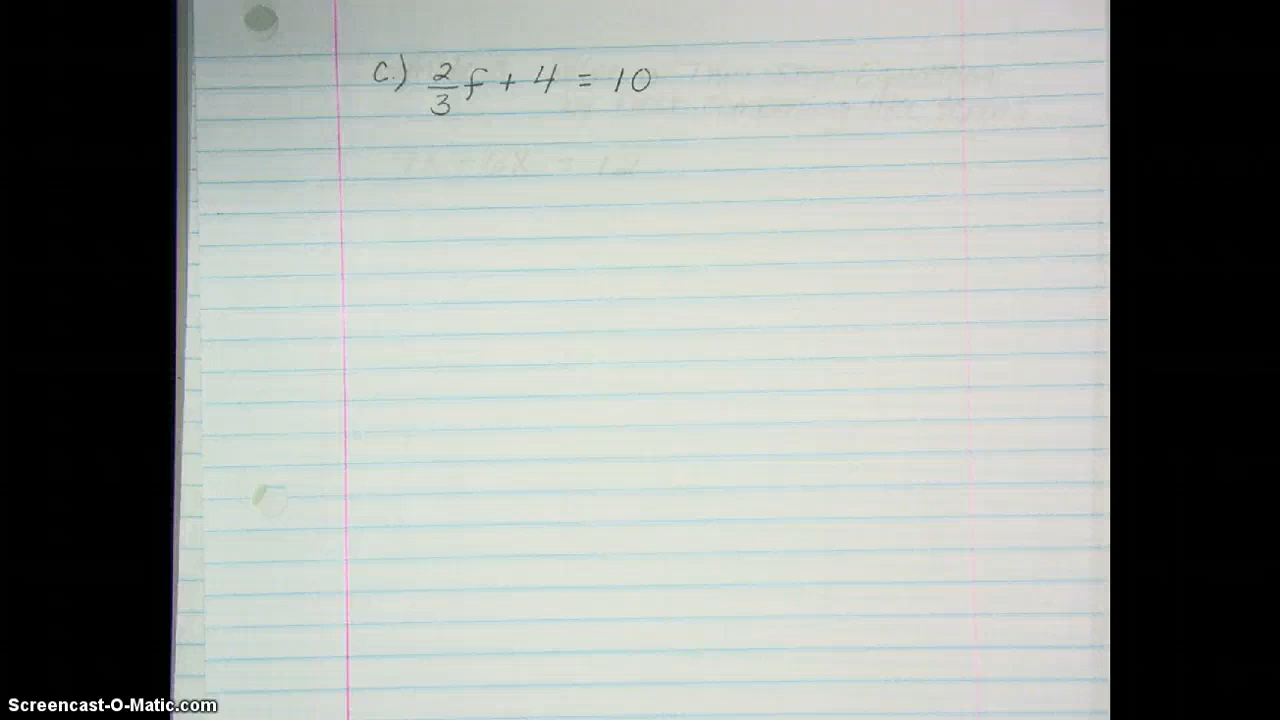 c.) 2/3 f + 4 = 10
Screencast-O-Matic.com